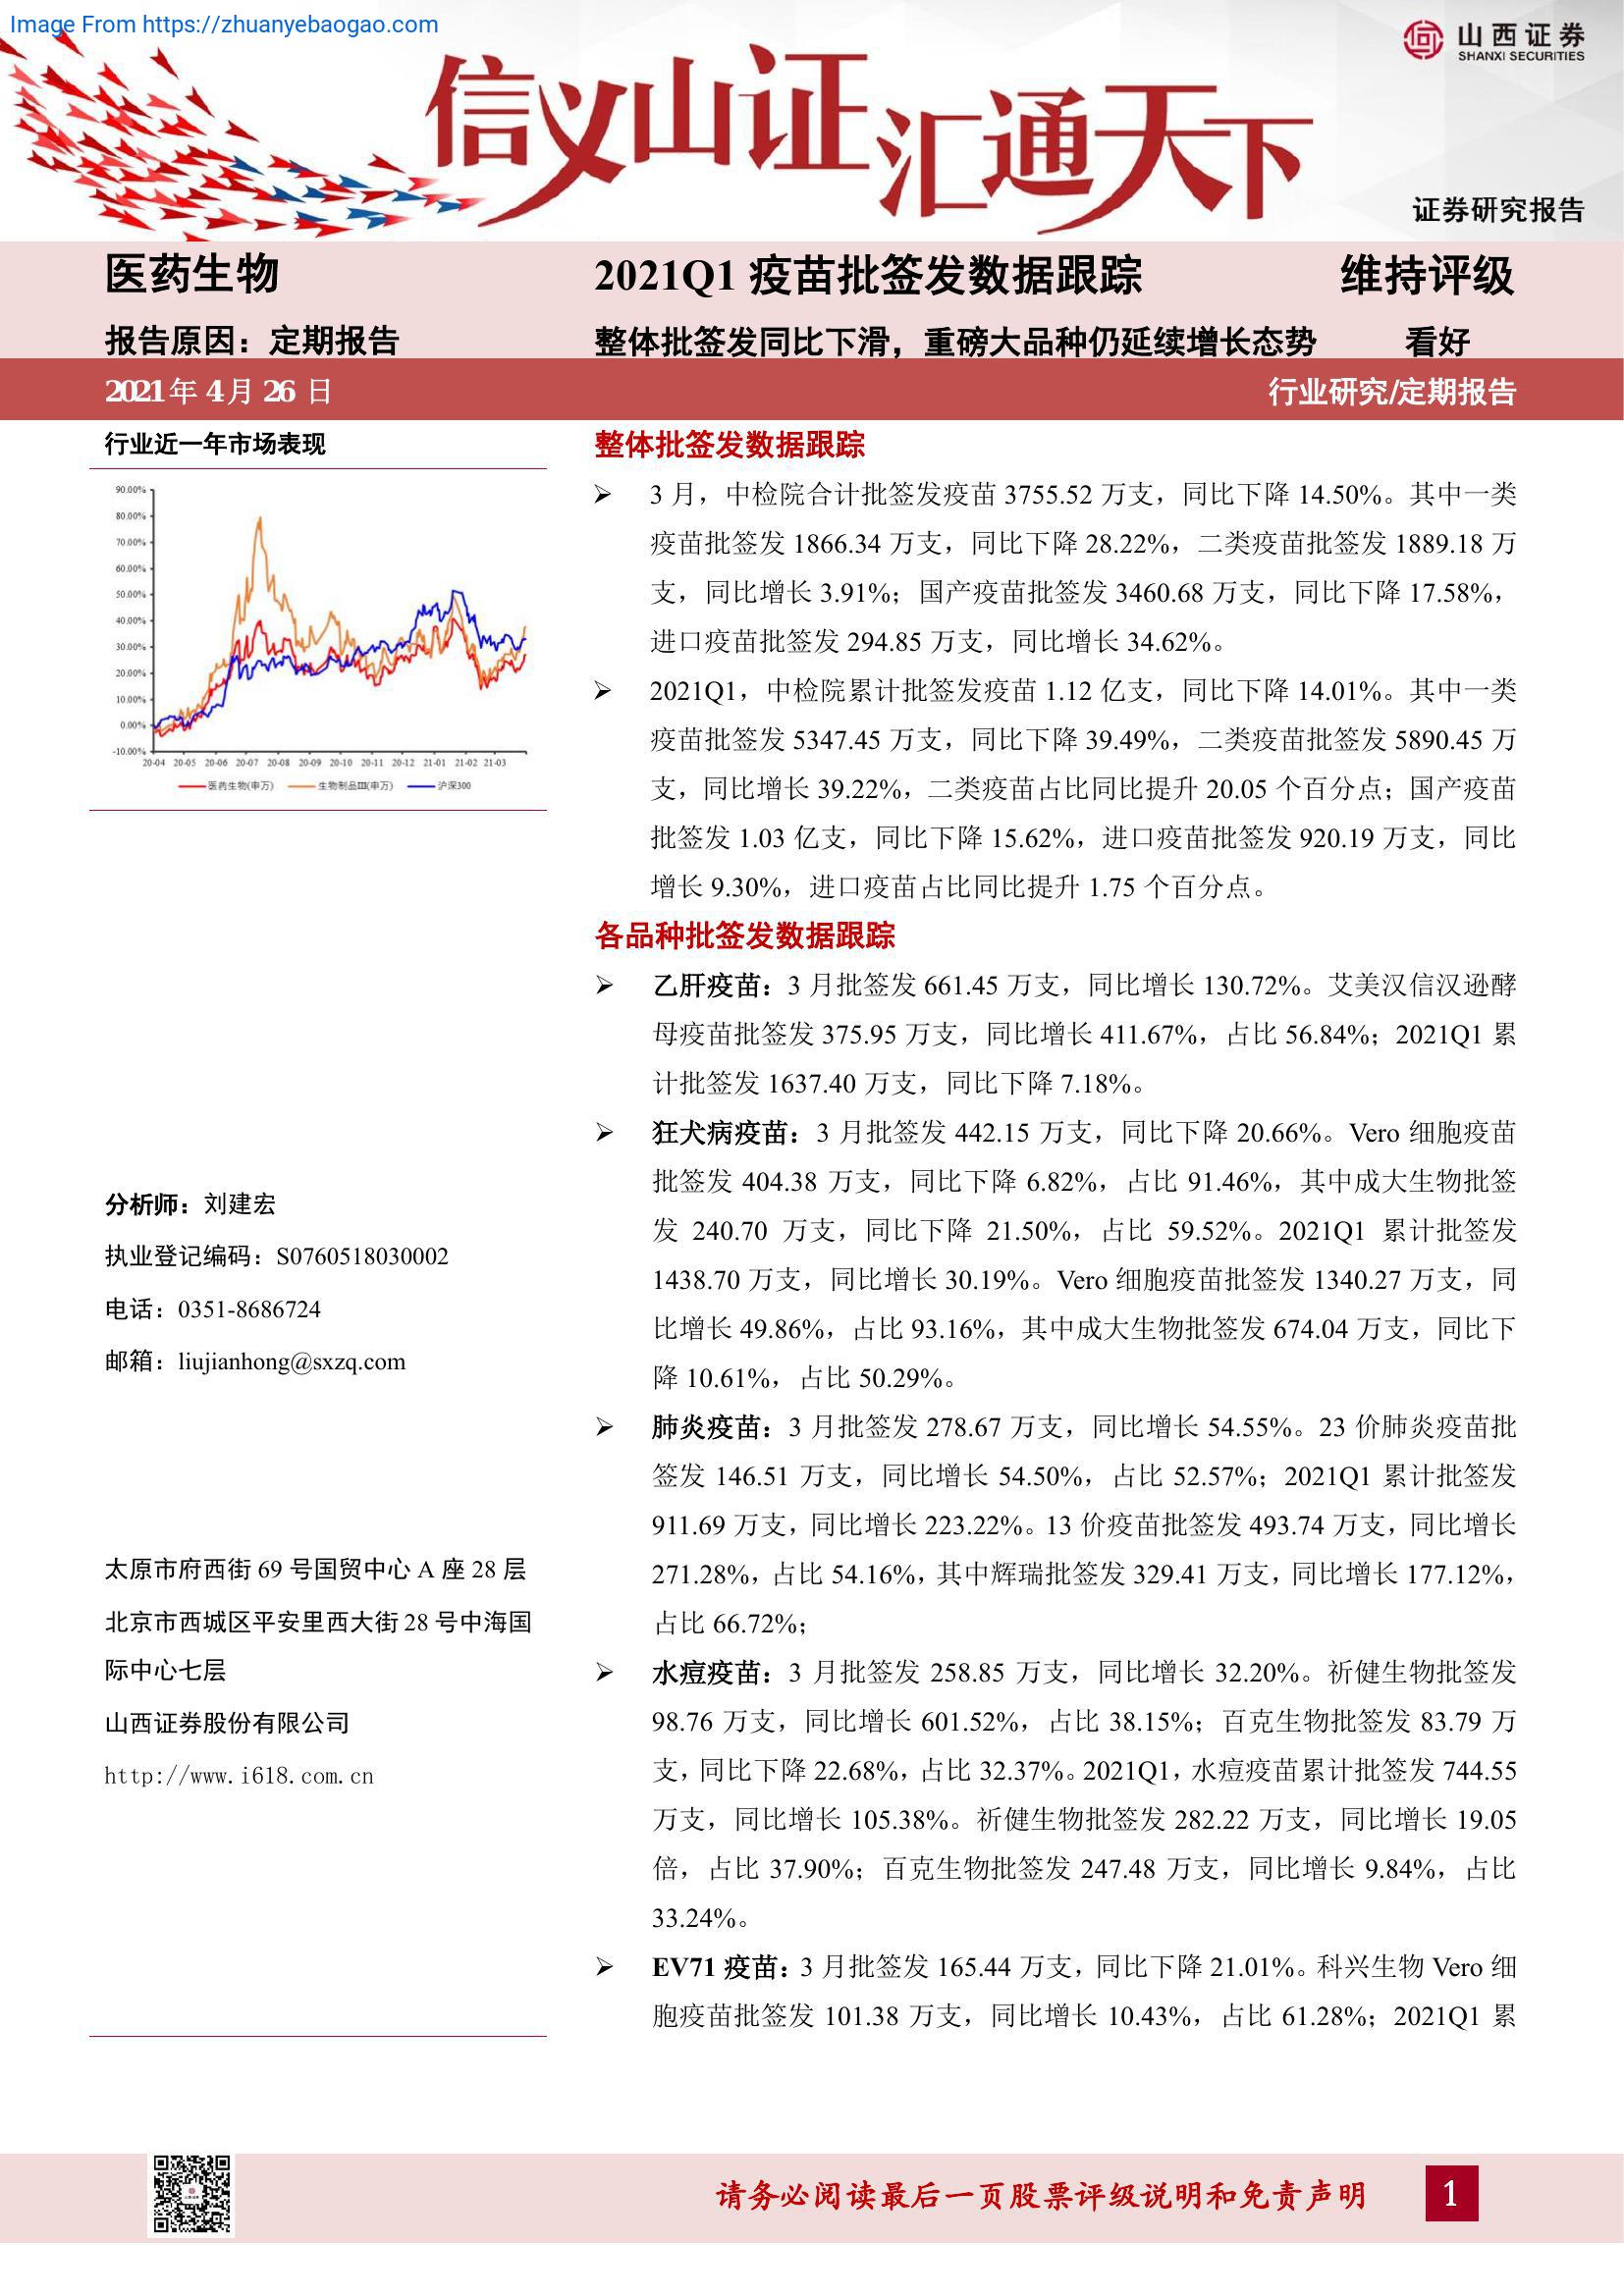 Image From https://zhuanyebaogao.com
山西证券
SHANXI SECURITIES
信义山证汇通天下
证券研究报告
医药生物
2021Q1 疫苗批签发数据跟踪
维持评级
报告原因：定期报告
整体批签发同比下滑，重磅大品种仍延续增长态势
看好
2021年4月26日
行业研究/定期报告
行业近一年市场表现
90.00%
80.00%
70.00%
60.00%
50.00%
40.00%
30.00%
20.00%
10.00%
0.00%
-10.00%
20-04 20-05 20-06 20-07 20-08 20-09 20-10 20-11 20-12 21-01 21-02 21-03
医药生物(申万) 生物制品Ⅲ(申万) 沪深300
分析师：刘建宏
执业登记编码：S0760518030002
电话：0351-8686724
邮箱：liujianhong@sxzq.com
太原市府西街 69 号国贸中心 A 座 28 层
北京市西城区平安里西大街 28 号中海国
际中心七层
山西证券股份有限公司
http://www.i618.com.cn
整体批签发数据跟踪
➢ 3 月，中检院合计批签发疫苗 3755.52 万支，同比下降 14.50%。其中一类
疫苗批签发 1866.34 万支，同比下降 28.22%，二类疫苗批签发 1889.18 万
支，同比增长 3.91%；国产疫苗批签发 3460.68 万支，同比下降 17.58%，
进口疫苗批签发 294.85 万支，同比增长 34.62%。
➢ 2021Q1，中检院累计批签发疫苗 1.12 亿支，同比下降 14.01%。其中一类
疫苗批签发 5347.45 万支，同比下降 39.49%，二类疫苗批签发 5890.45 万
支，同比增长 39.22%，二类疫苗占比同比提升 20.05 个百分点；国产疫苗
批签发 1.03 亿支，同比下降 15.62%，进口疫苗批签发 920.19 万支，同比
增长 9.30%，进口疫苗占比同比提升 1.75 个百分点。
各品种批签发数据跟踪
➢ 乙肝疫苗：3 月批签发 661.45 万支，同比增长 130.72%。艾美汉信汉逊酵
母疫苗批签发 375.95 万支，同比增长 411.67%，占比 56.84%；2021Q1 累
计批签发 1637.40 万支，同比下降 7.18%。
➢ 狂犬病疫苗：3 月批签发 442.15 万支，同比下降 20.66%。Vero 细胞疫苗
批签发 404.38 万支，同比下降 6.82%，占比 91.46%，其中成大生物批签
发 240.70 万支，同比下降 21.50%，占比 59.52%。2021Q1 累计批签发
1438.70 万支，同比增长 30.19%。Vero 细胞疫苗批签发 1340.27 万支，同
比增长 49.86%，占比 93.16%，其中成大生物批签发 674.04 万支，同比下
降 10.61%，占比 50.29%。
➢ 肺炎疫苗：3 月批签发 278.67 万支，同比增长 54.55%。23 价肺炎疫苗批
签发 146.51 万支，同比增长 54.50%，占比 52.57%；2021Q1 累计批签发
911.69 万支，同比增长 223.22%。13 价疫苗批签发 493.74 万支，同比增长
271.28%，占比 54.16%，其中辉瑞批签发 329.41 万支，同比增长 177.12%，
占比 66.72%；
➢ 水痘疫苗：3 月批签发 258.85 万支，同比增长 32.20%。祈健生物批签发
98.76 万支，同比增长 601.52%，占比 38.15%；百克生物批签发 83.79 万
支，同比下降 22.68%，占比 32.37%。2021Q1，水痘疫苗累计批签发 744.55
万支，同比增长 105.38%。祈健生物批签发 282.22 万支，同比增长 19.05
倍，占比 37.90%；百克生物批签发 247.48 万支，同比增长 9.84%，占比
33.24%。
➢ EV71 疫苗：3 月批签发 165.44 万支，同比下降 21.01%。科兴生物 Vero 细
胞疫苗批签发 101.38 万支，同比增长 10.43%，占比 61.28%；2021Q1 累
请务必阅读最后一页股票评级说明和免责声明
1